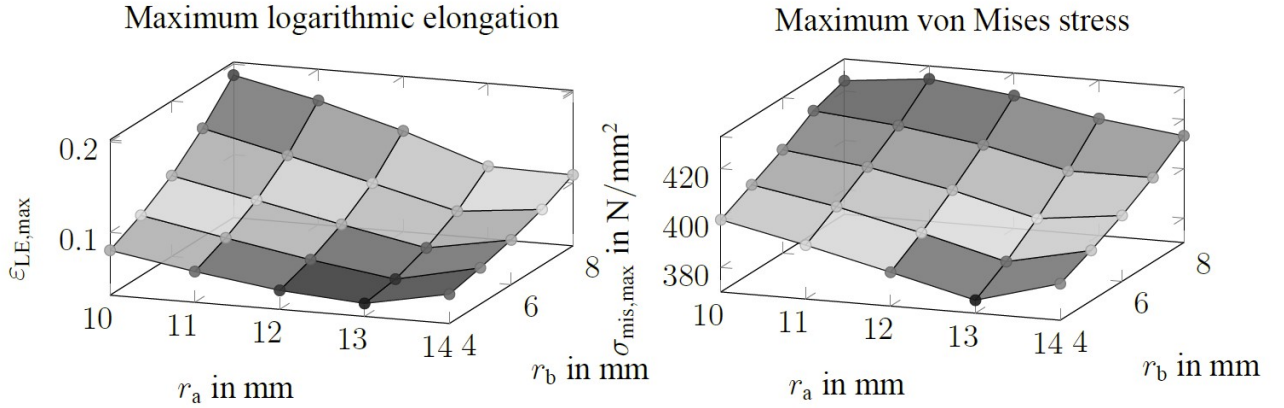 Maximum logarithmic elongation
0.2
0.1
ε_LE,max
10
11
12
13
14
4
6
8
r_a in mm
r_b in mm
Maximum von Mises stress
420
400
380
σ_mis,max in N/mm²
10
11
12
13
14
4
6
8
r_a in mm
r_b in mm